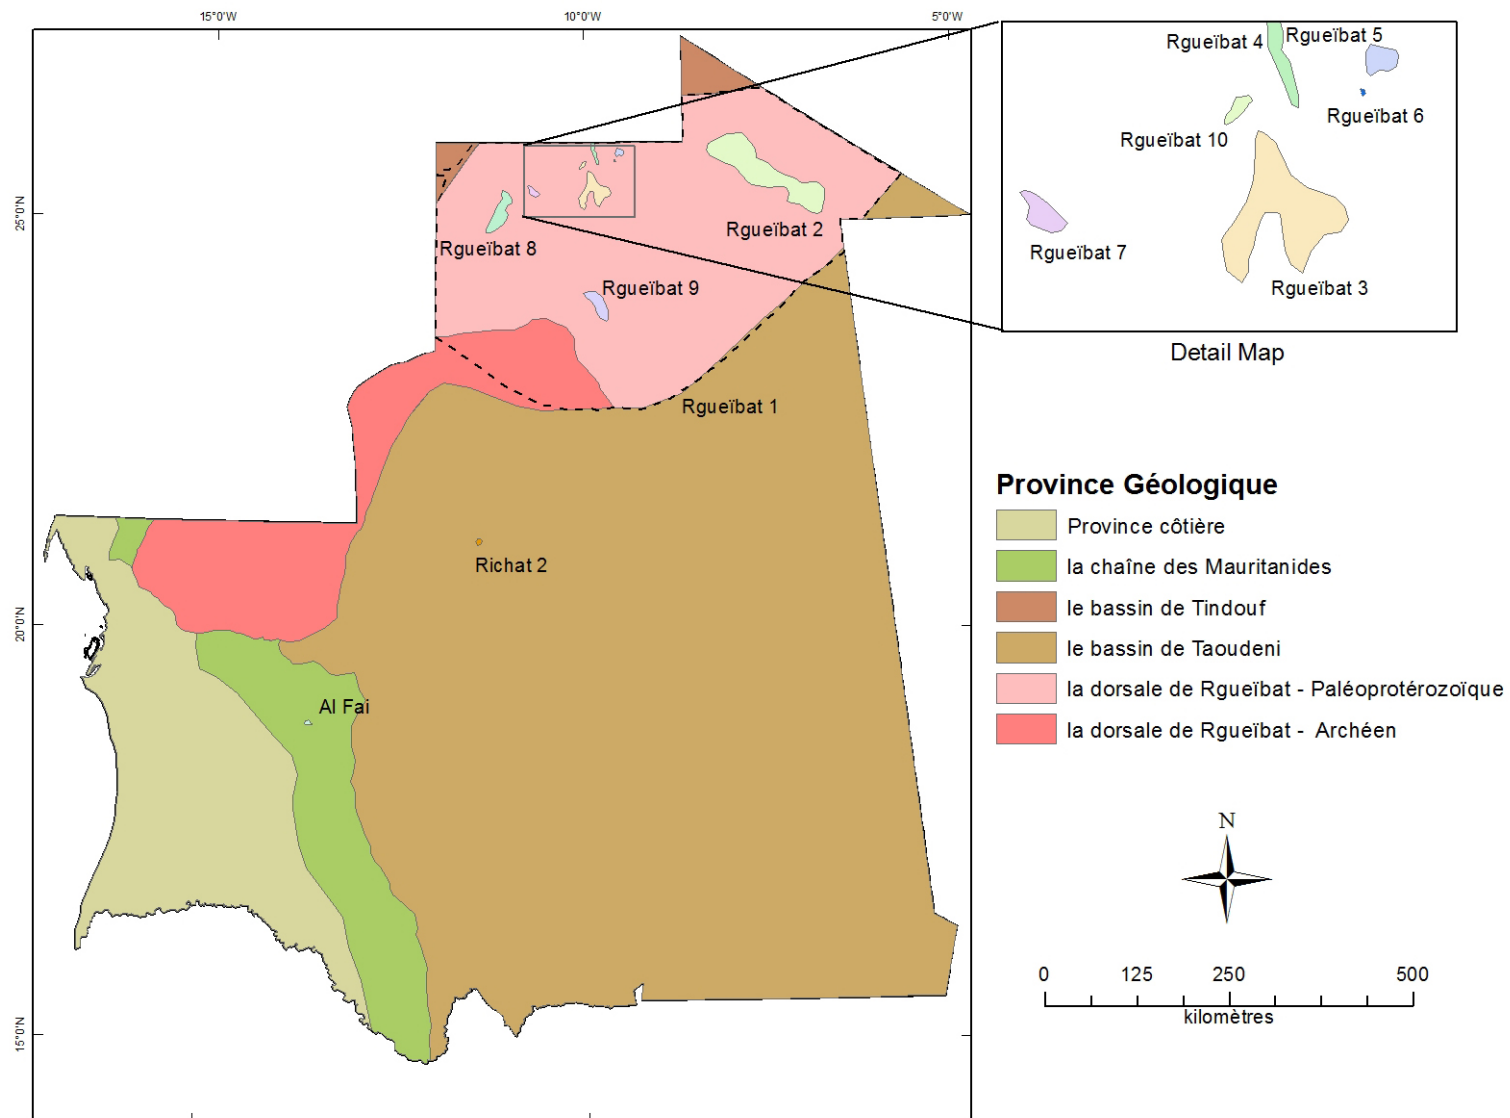 15°0'W
10°0'W
5°0'W
Rgueïbat 4
Rgueïbat 5
Rgueïbat 6
Rgueïbat 10
Rgueïbat 7
Rgueïbat 3
Detail Map
25°0'N
Rgueïbat 8
Rgueïbat 2
Rgueïbat 9
Rgueïbat 1
Richat 2
20°0'N
Al Fai
15°0'N
Province Géologique
Province côtière
la chaîne des Mauritanides
le bassin de Tindouf
le bassin de Taoudeni
la dorsale de Rgueïbat - Paléoprotérozoïque
la dorsale de Rgueïbat - Archéen
N
0 125 250 500
kilomètres